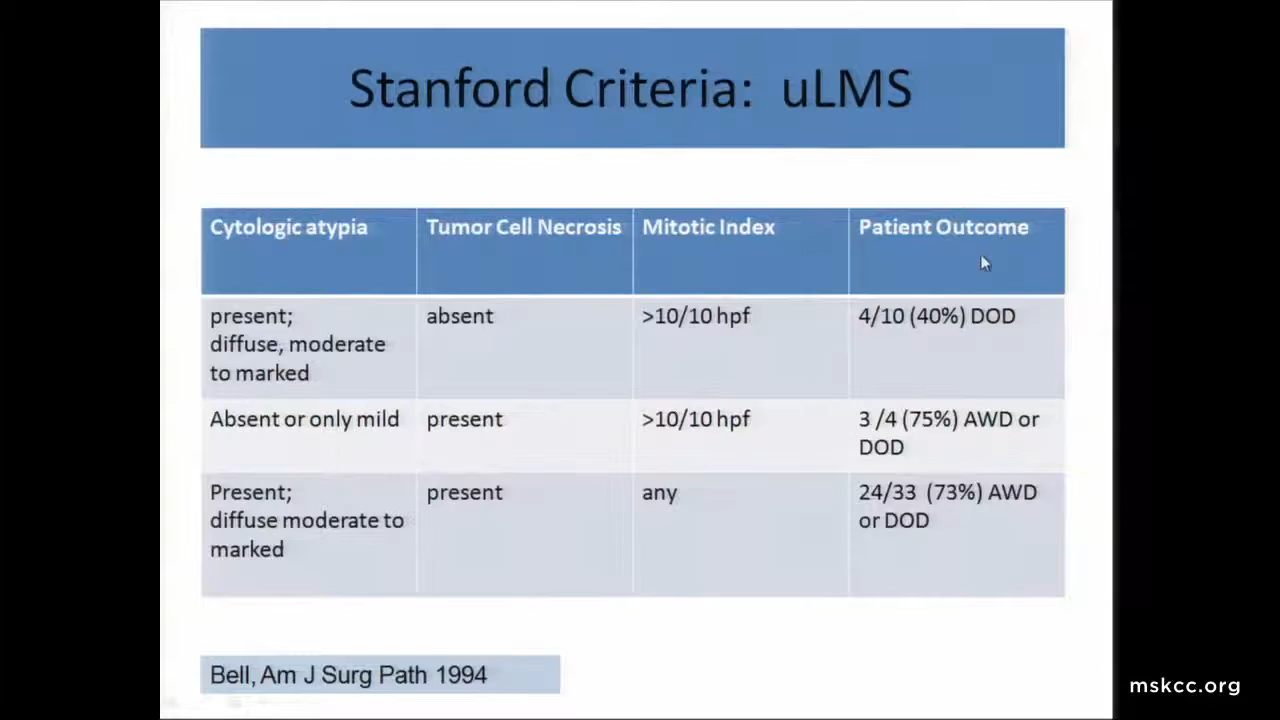 Stanford Criteria: uLMS
Cytologic atypia
Tumor Cell Necrosis
Mitotic Index
Patient Outcome
present;
diffuse, moderate
to marked
absent
>10/10 hpf
4/10 (40%) DOD
Absent or only mild
present
>10/10 hpf
3 /4 (75%) AWD or
DOD
Present;
diffuse moderate to
marked
present
any
24/33 (73%) AWD
or DOD
Bell, Am J Surg Path 1994
mskcc.org